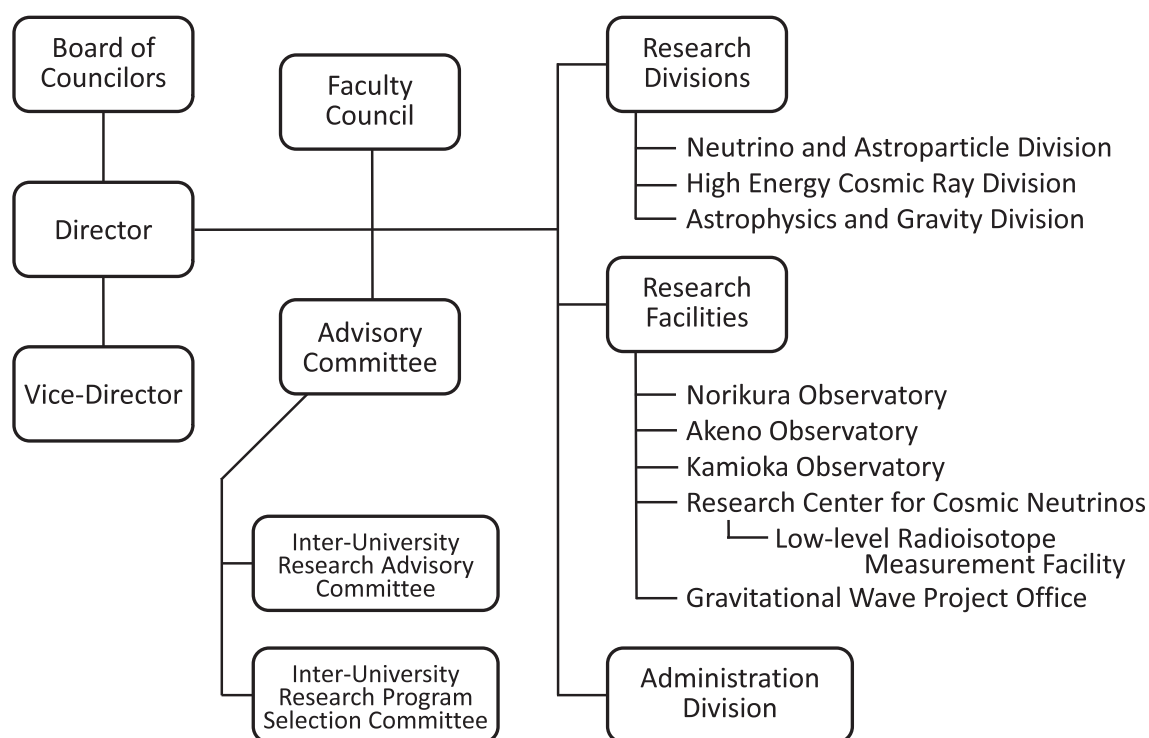 Board of
Councilors
Director
Vice-Director
Faculty
Council
Advisory
Committee
Inter-University
Research Advisory
Committee
Inter-University
Research Program
Selection Committee
Research
Divisions
Neutrino and Astroparticle Division
High Energy Cosmic Ray Division
Astrophysics and Gravity Division
Research
Facilities
Norikura Observatory
Akeno Observatory
Kamioka Observatory
Research Center for Cosmic Neutrinos
Low-level Radioisotope
Measurement Facility
Gravitational Wave Project Office
Administration
Division